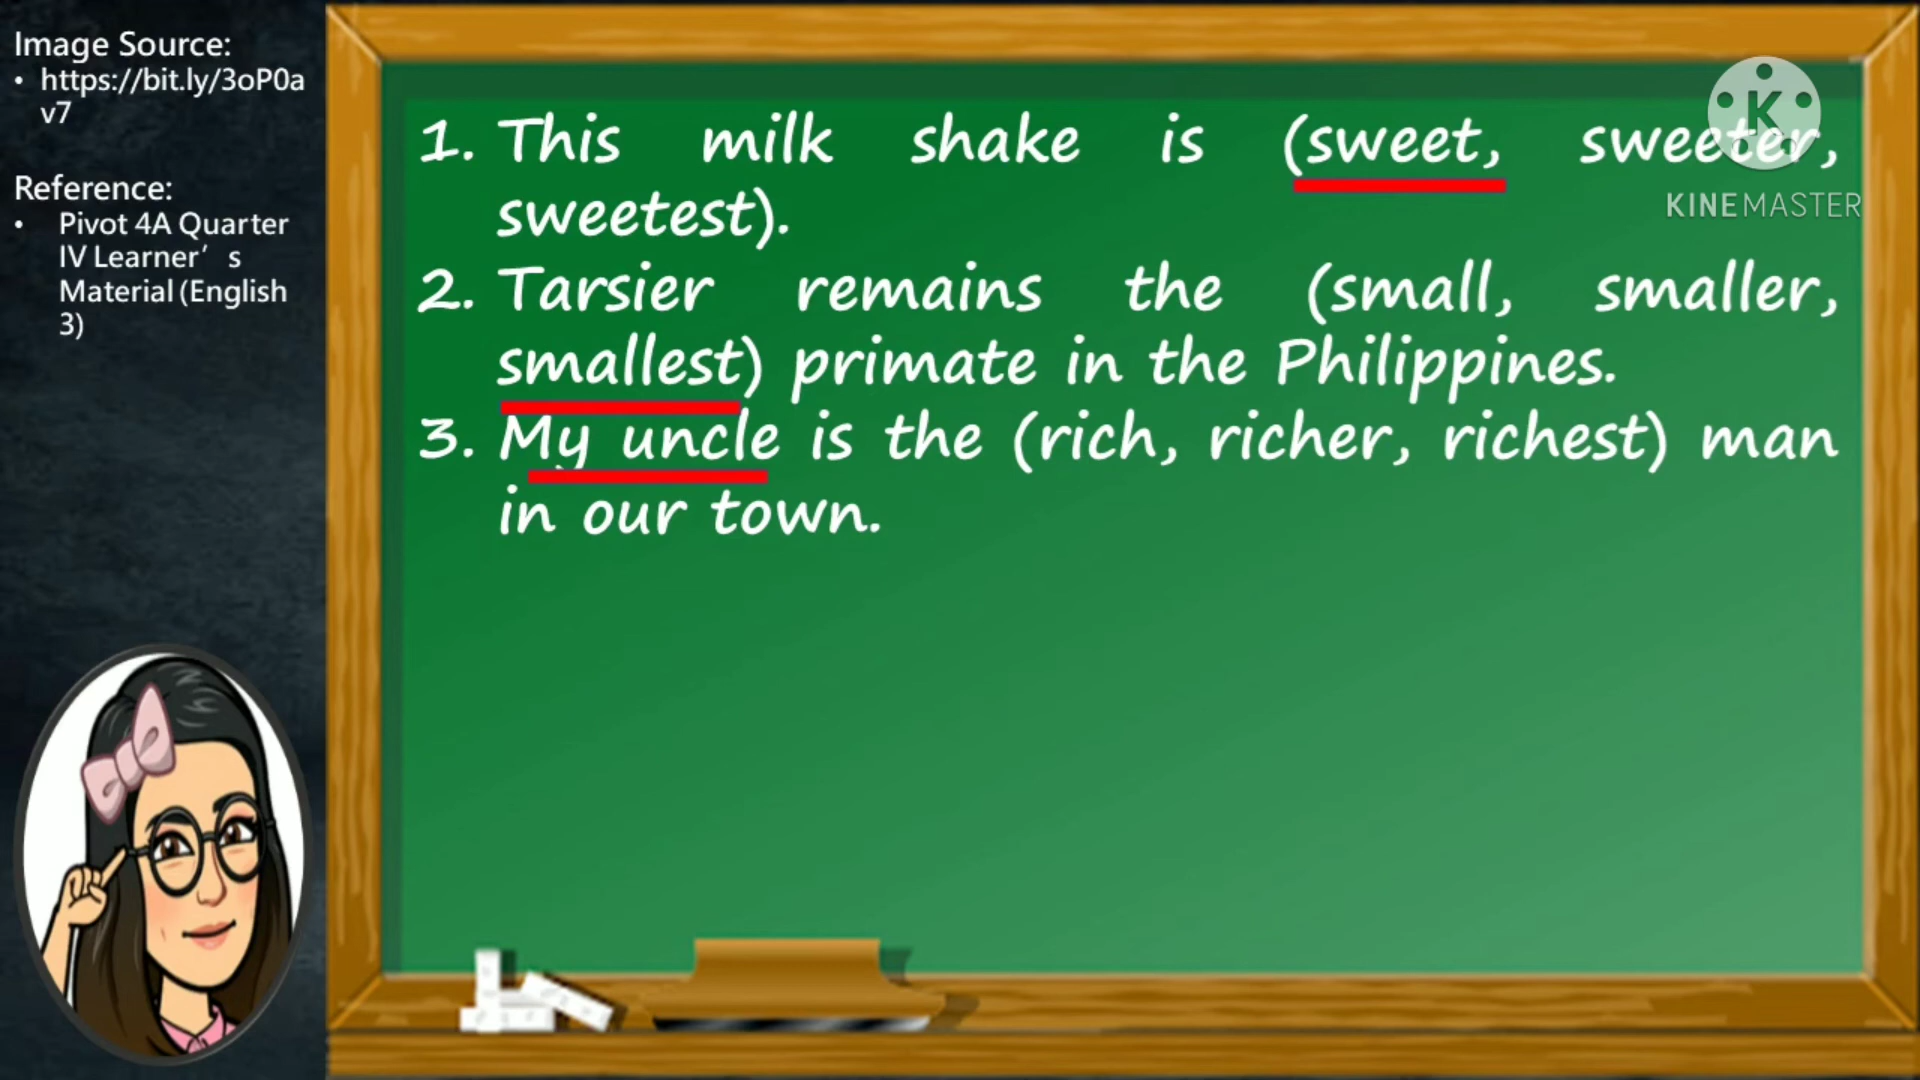 Image Source:
• https://bit.ly/3oP0a
v7
Reference:
• Pivot 4A Quarter
IV Learner’s
Material (English
3)
1. This milk shake is (sweet, sweeter,
sweetest).
2. Tarsier remains the (small, smaller,
smallest) primate in the Philippines.
3. My uncle is the (rich, richer, richest) man
in our town.
K
KINEMASTER